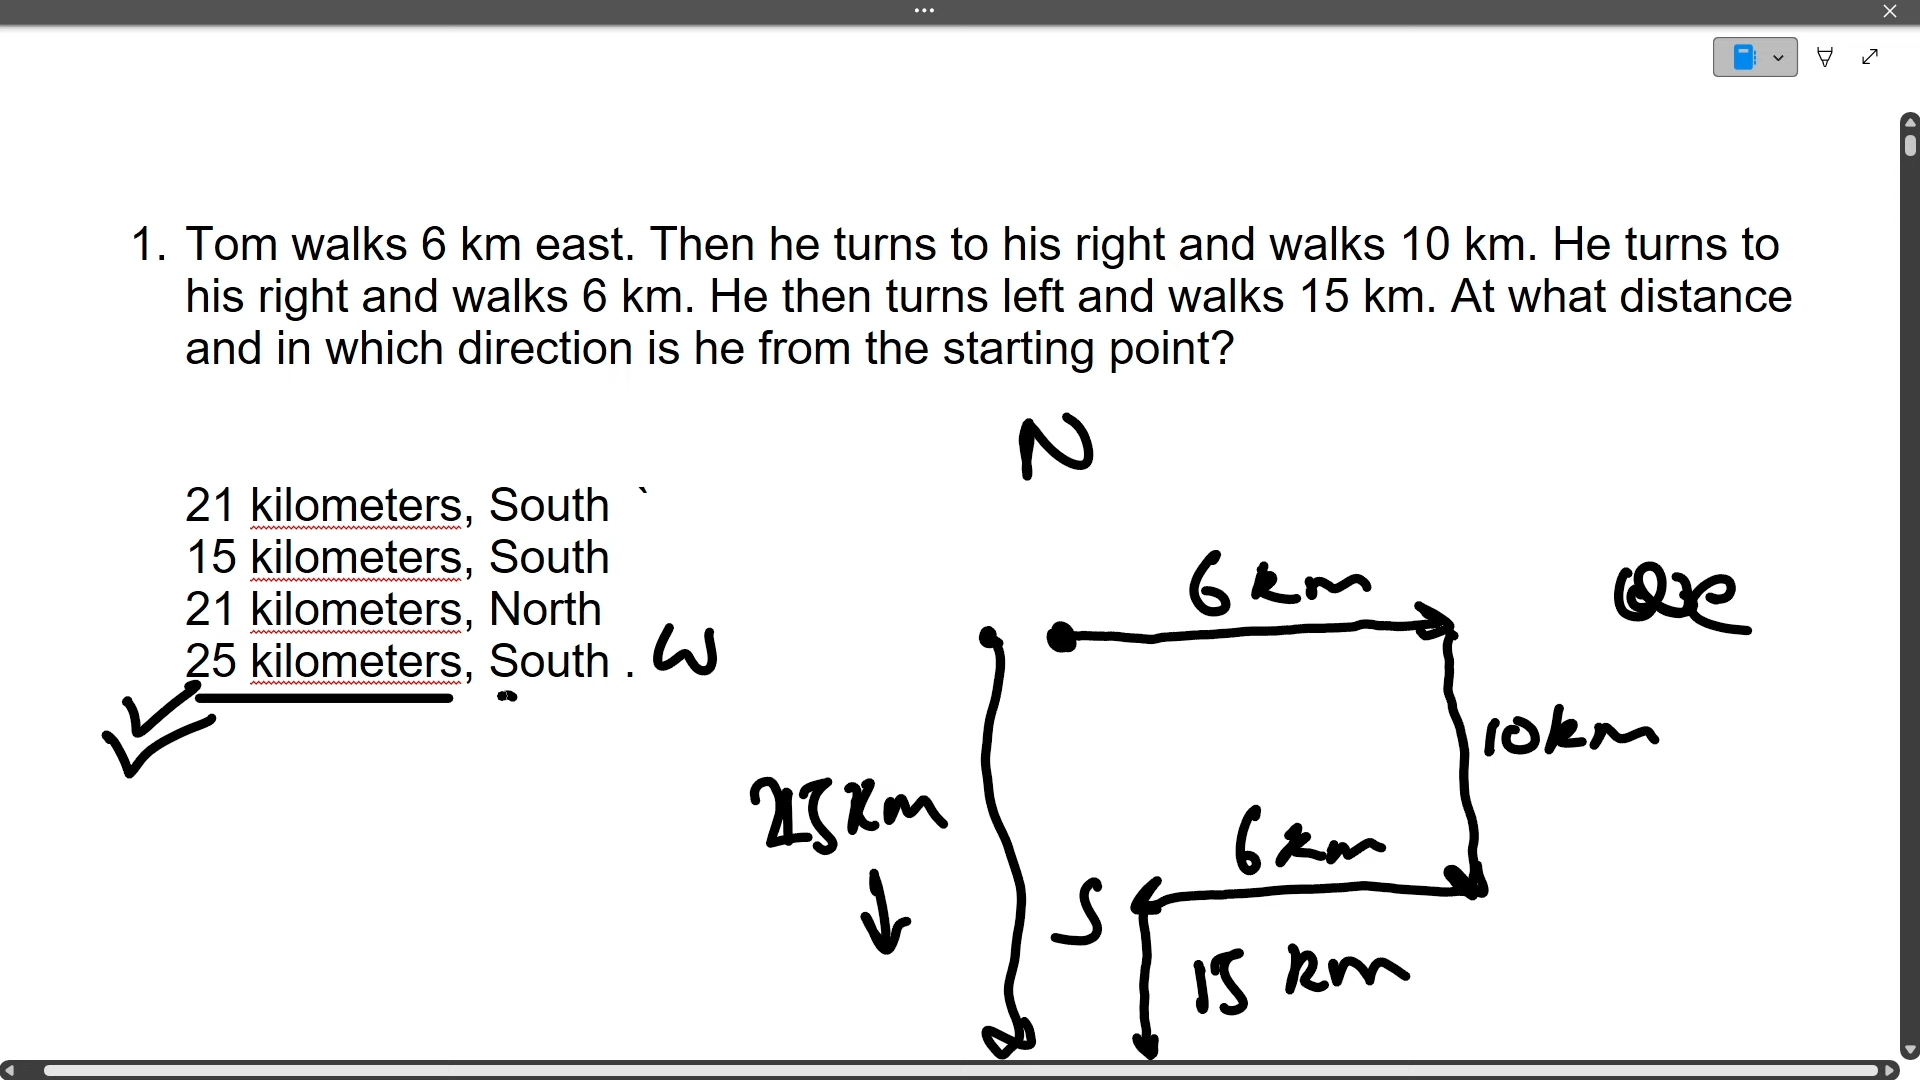 1. Tom walks 6 km east. Then he turns to his right and walks 10 km. He turns to
his right and walks 6 km. He then turns left and walks 15 km. At what distance
and in which direction is he from the starting point?
N
21 kilometers, South `
15 kilometers, South
21 kilometers, North
25 kilometers, South .
W
6 km
10km
25 km
6 km
S
15 km